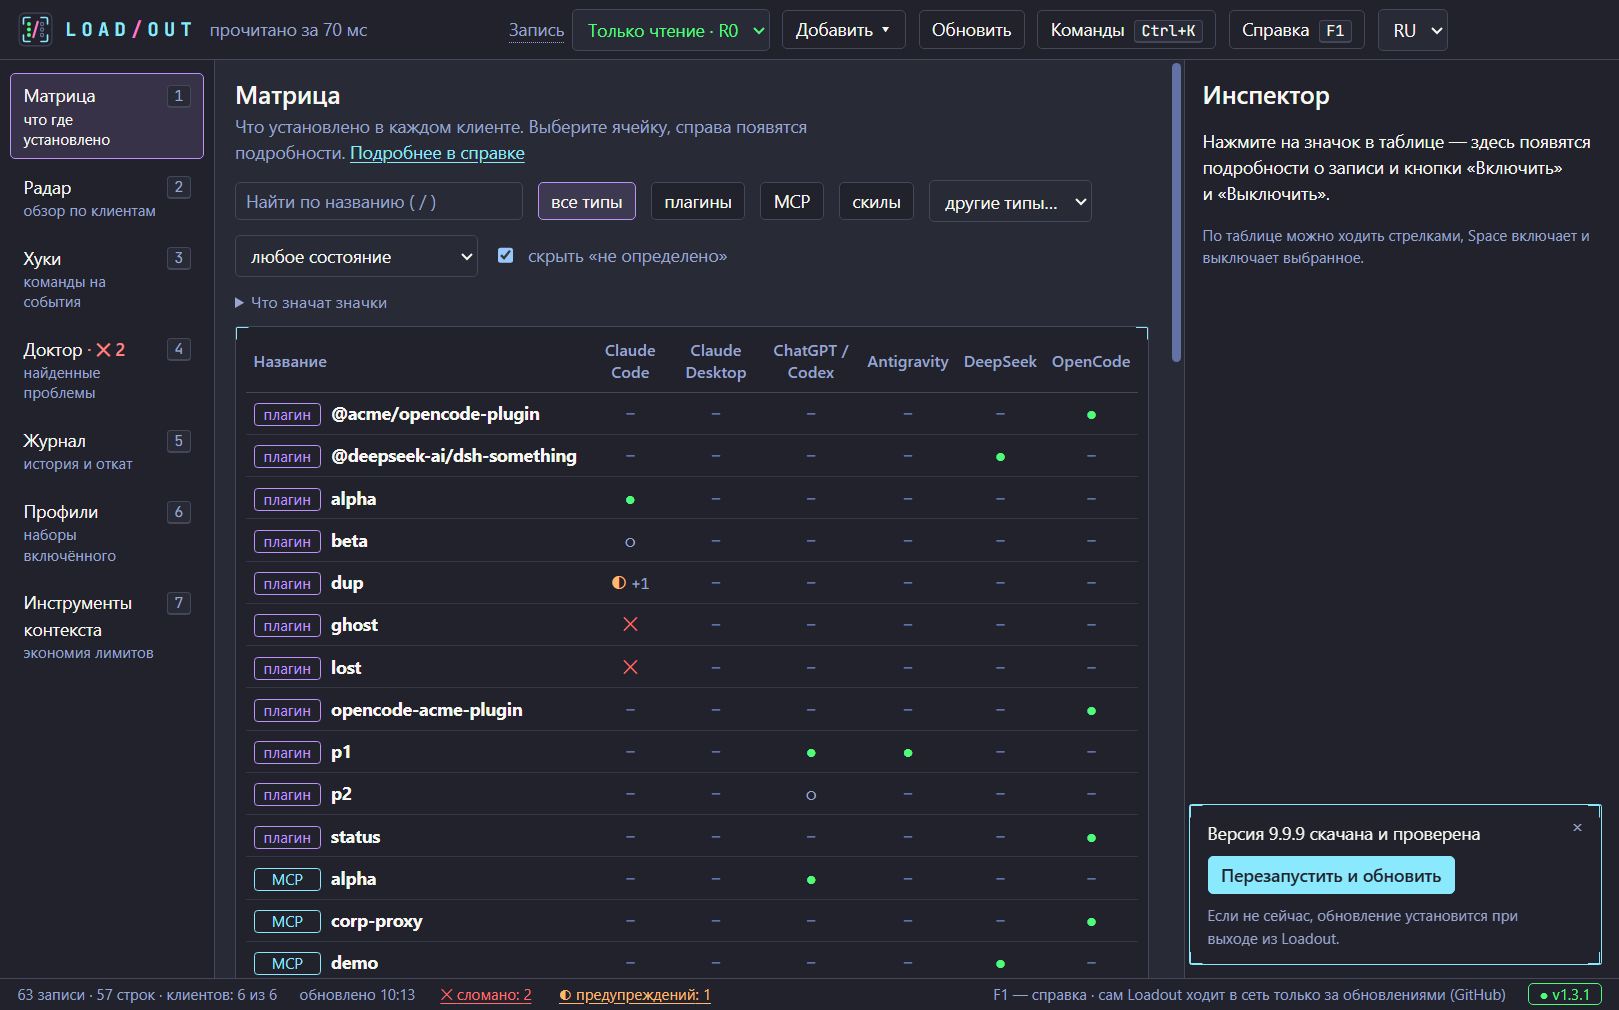 LOAD/OUT прочитано за 70 мс Запись Только чтение · R0 Добавить ▼ Обновить Команды Ctrl+K Справка F1 RU
Матрица 1
что где
установлено
Радар 2
обзор по клиентам
Хуки 3
команды на
события
Доктор · ✕ 2 4
найденные
проблемы
Журнал 5
история и откат
Профили 6
наборы
включённого
Инструменты 7
контекста
экономия лимитов
Матрица
Что установлено в каждом клиенте. Выберите ячейку, справа появятся
подробности. Подробнее в справке
Найти по названию ( / ) все типы плагины MCP скилы другие типы...
любое состояние скрыть «не определено»
▶ Что значат значки
Название Claude Code Claude Desktop ChatGPT / Codex Antigravity DeepSeek OpenCode
плагин @acme/opencode-plugin – – – – – ●
плагин @deepseek-ai/dsh-something – – – – ● –
плагин alpha ● – – – – –
плагин beta ○ – – – – –
плагин dup ◐ +1 – – – – –
плагин ghost ✕ – – – – –
плагин lost ✕ – – – – –
плагин opencode-acme-plugin – – – – – ●
плагин p1 – – ● ● – –
плагин p2 – – ○ – – –
плагин status – – – – – ●
MCP alpha – – ● – – –
MCP corp-proxy – – – – – ●
MCP demo – – – – ● –
Инспектор
Нажмите на значок в таблице — здесь появятся
подробности о записи и кнопки «Включить»
и «Выключить».
По таблице можно ходить стрелками, Space включает и
выключает выбранное.
Версия 9.9.9 скачана и проверена ×
Перезапустить и обновить
Если не сейчас, обновление установится при
выходе из Loadout.
63 записи · 57 строк · клиентов: 6 из 6 обновлено 10:13 ✕ сломано: 2 ◐ предупреждений: 1 F1 — справка · сам Loadout ходит в сеть только за обновлениями (GitHub) ● v1.3.1